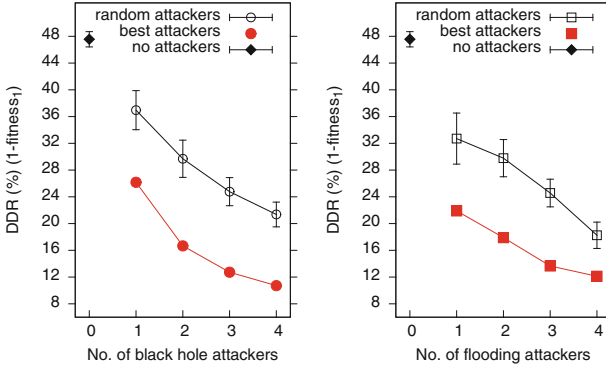 random attackers
best attackers
no attackers
48
44
40
36
32
28
24
20
16
12
8
DDR (%) (1-fitness₁)
0 1 2 3 4
No. of black hole attackers
random attackers
best attackers
no attackers
48
44
40
36
32
28
24
20
16
12
8
DDR (%) (1-fitness₁)
0 1 2 3 4
No. of flooding attackers